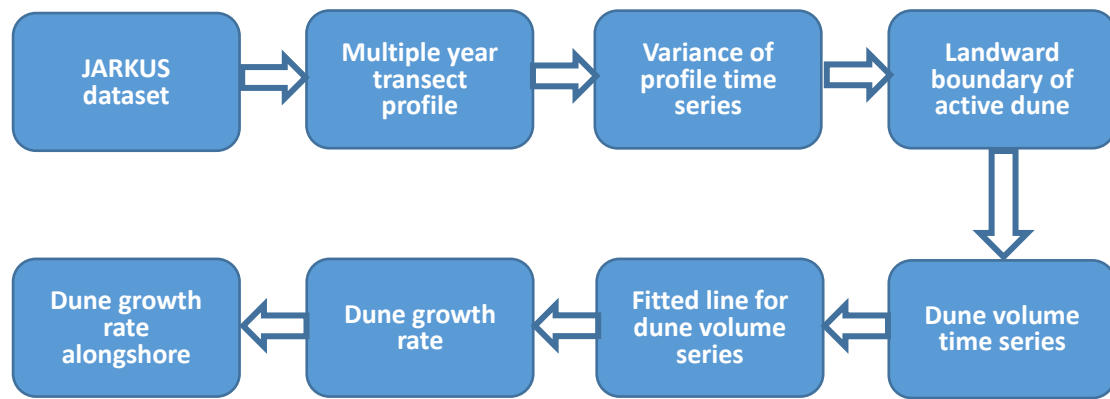 JARKUS
dataset
Multiple year
transect
profile
Variance of
profile time
series
Landward
boundary of
active dune
Dune volume
time series
Fitted line for
dune volume
series
Dune growth
rate
Dune growth
rate
alongshore